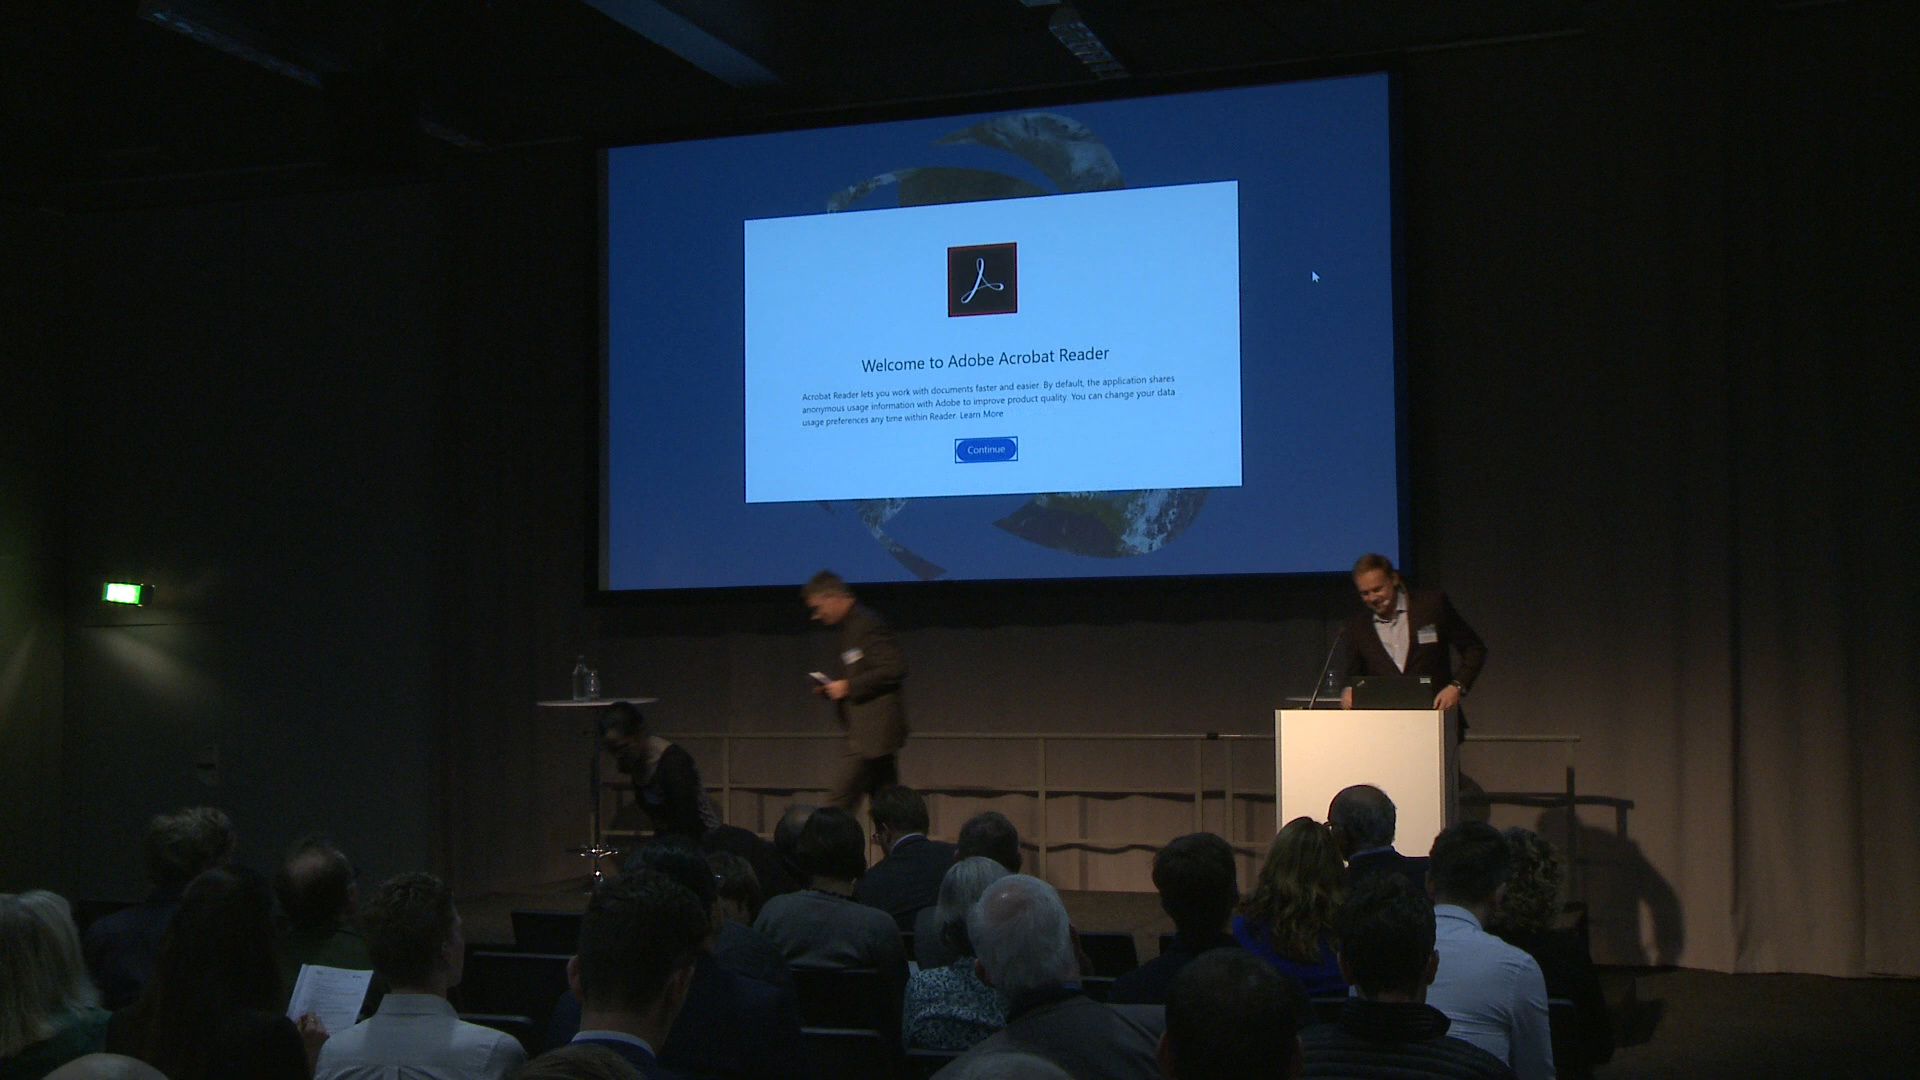 Welcome to Adobe Acrobat Reader
Acrobat Reader lets you work with documents faster and easier. By default, the application shares
anonymous usage information with Adobe to improve product quality. You can change your data
usage preferences any time within Reader. Learn More
Continue